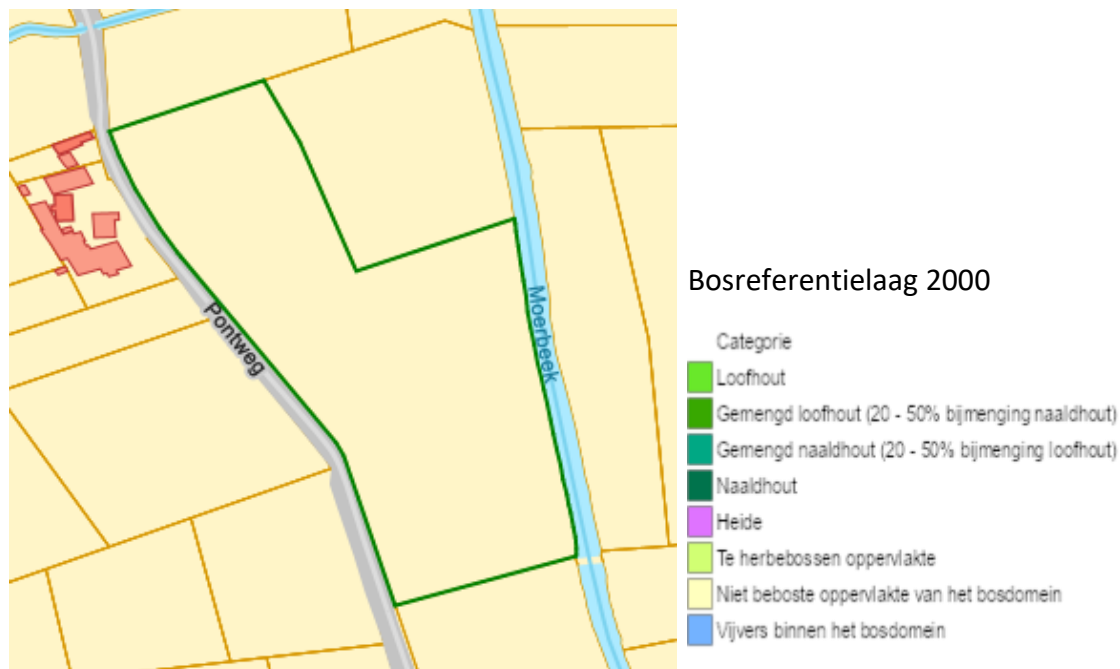 Pontweg
Moerbeek
Bosreferentielaag 2000
Categorie
Loofhout
Gemengd loofhout (20 - 50% bijmenging naaldhout)
Gemengd naaldhout (20 - 50% bijmenging loofhout)
Naaldhout
Heide
Te herbebossen oppervlakte
Niet beboste oppervlakte van het bosdomein
Vijvers binnen het bosdomein